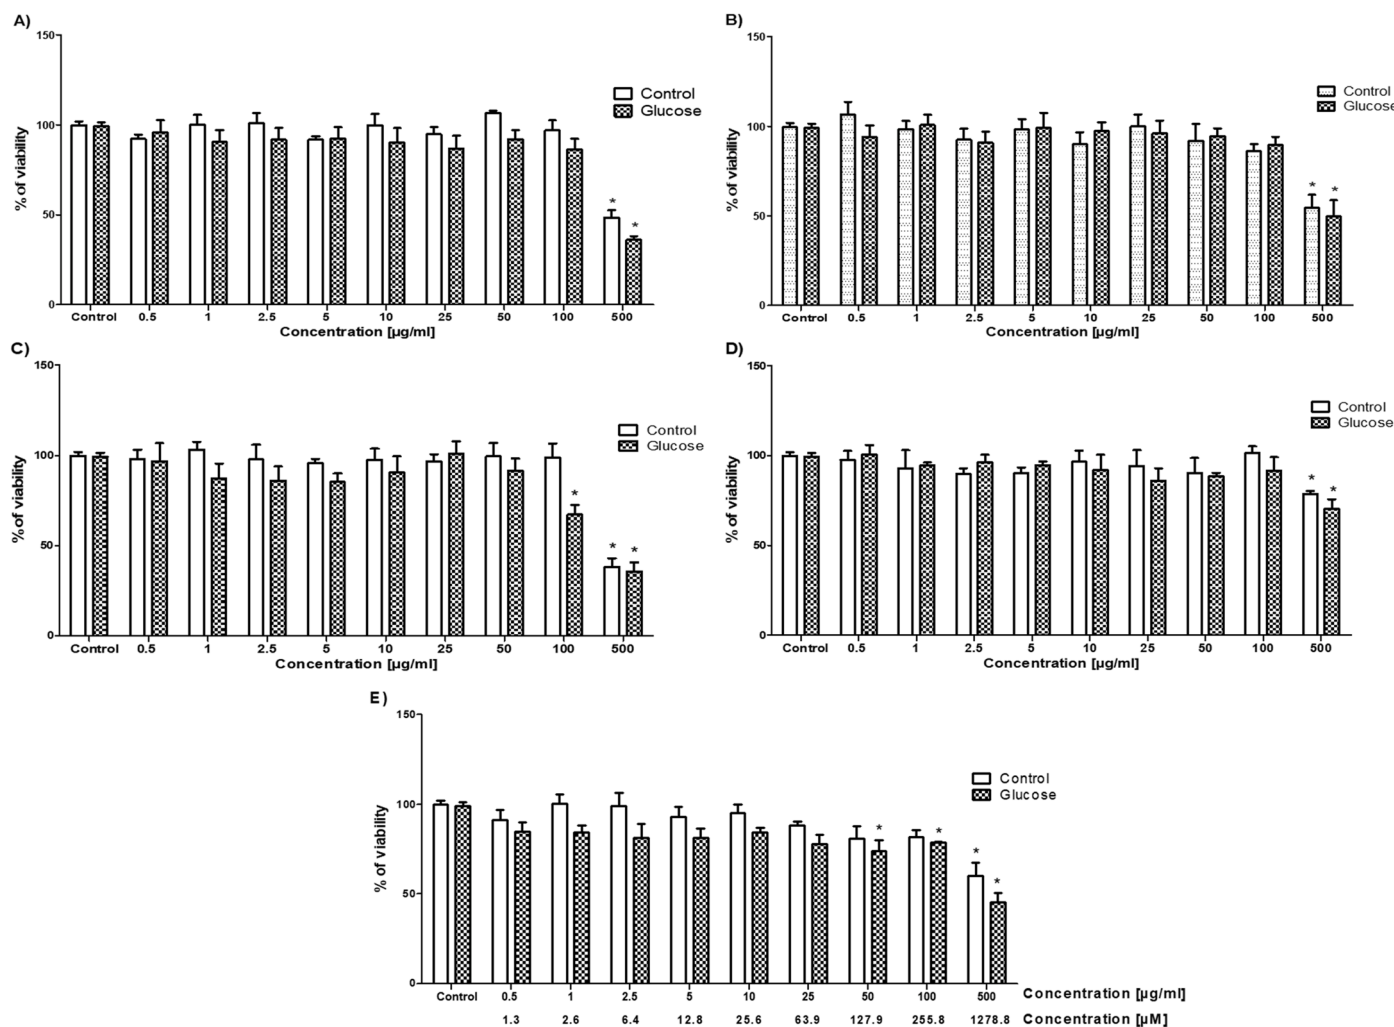 A)
150
100
50
0
% of viability
Control
Glucose
* *
Control 0.5 1 2.5 5 10 25 50 100 500
Concentration [µg/ml]
B)
150
100
50
0
% of viability
Control
Glucose
* *
Control 0.5 1 2.5 5 10 25 50 100 500
Concentration [µg/ml]
C)
150
100
50
0
% of viability
Control
Glucose
* * *
Control 0.5 1 2.5 5 10 25 50 100 500
Concentration [µg/ml]
D)
150
100
50
0
% of viability
Control
Glucose
* *
Control 0.5 1 2.5 5 10 25 50 100 500
Concentration [µg/ml]
E)
150
100
50
0
% of viability
Control
Glucose
* * * *
Control 0.5 1 2.5 5 10 25 50 100 500 Concentration [µg/ml]
1.3 2.6 6.4 12.8 25.6 63.9 127.9 255.8 1278.8 Concentration [µM]